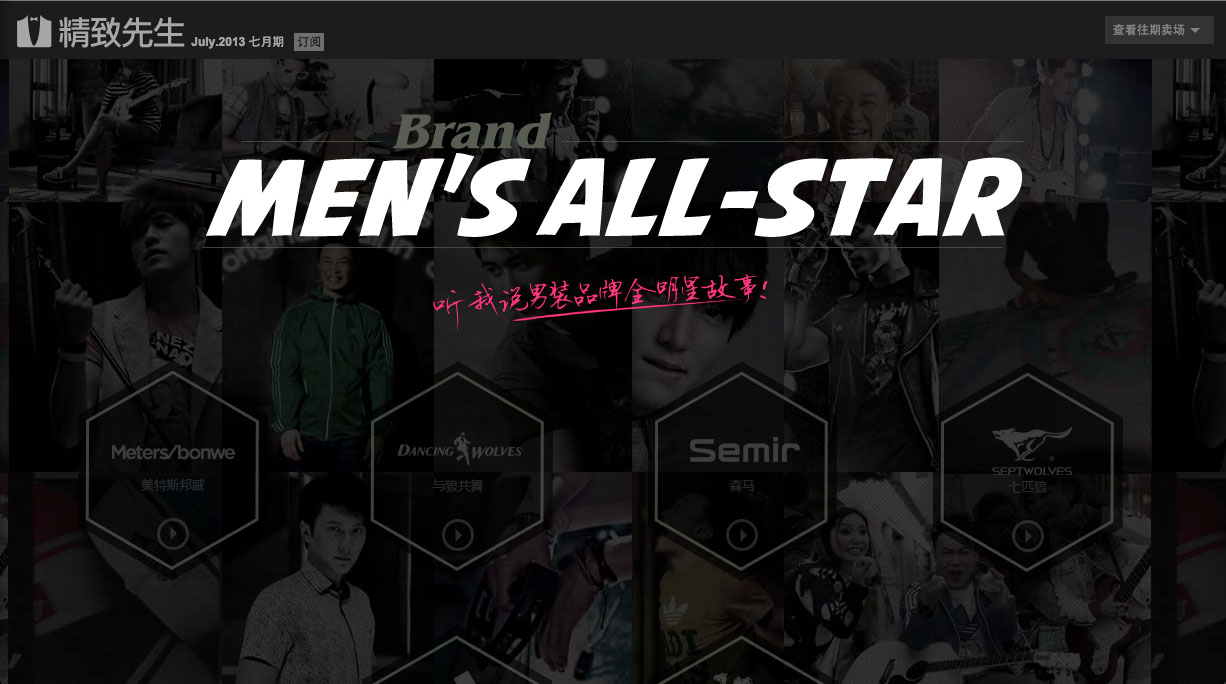 精致先生 July.2013 七月期 订阅
查看往期卖场
Brand
MEN'S ALL-STAR
听我说男装品牌全明星故事!
Meters/bonwe
美特斯邦威
DANCING WOLVES
与狼共舞
Semir
森马
SEPTWOLVES
七匹狼